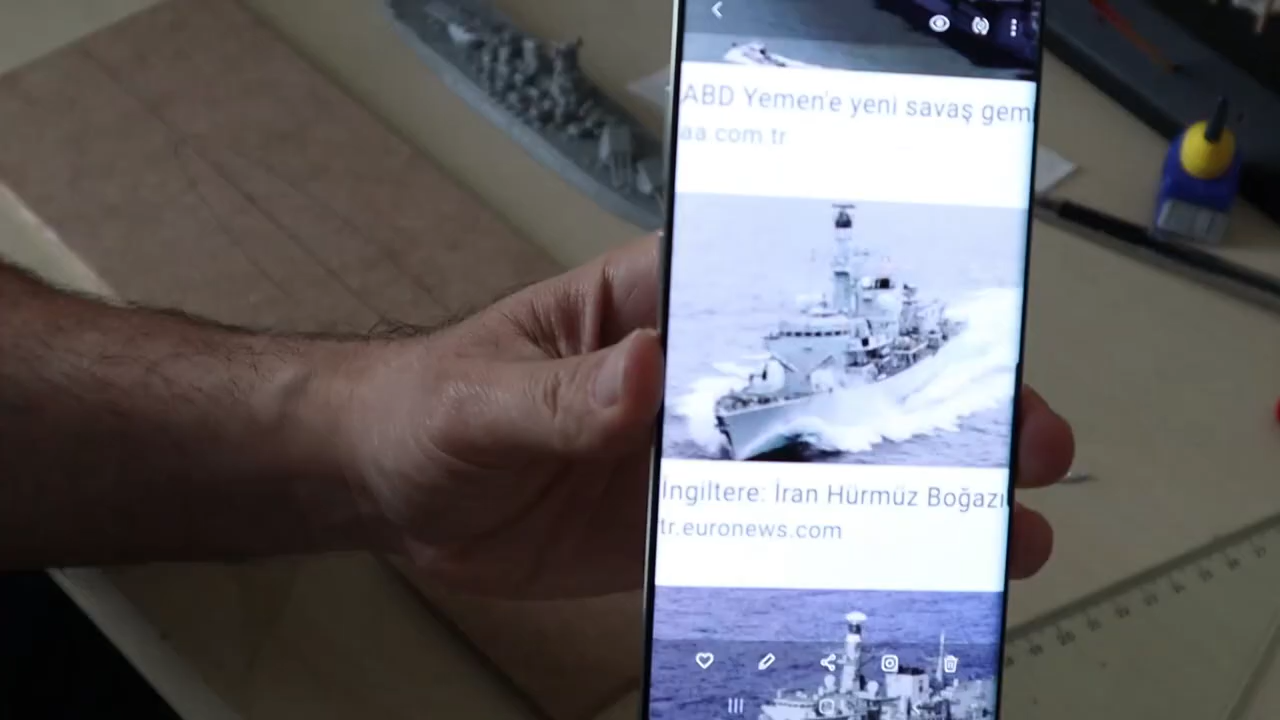 ABD Yemen'e yeni savaş gem
aa.com.tr
İngiltere: İran Hürmüz Boğazı
tr.euronews.com